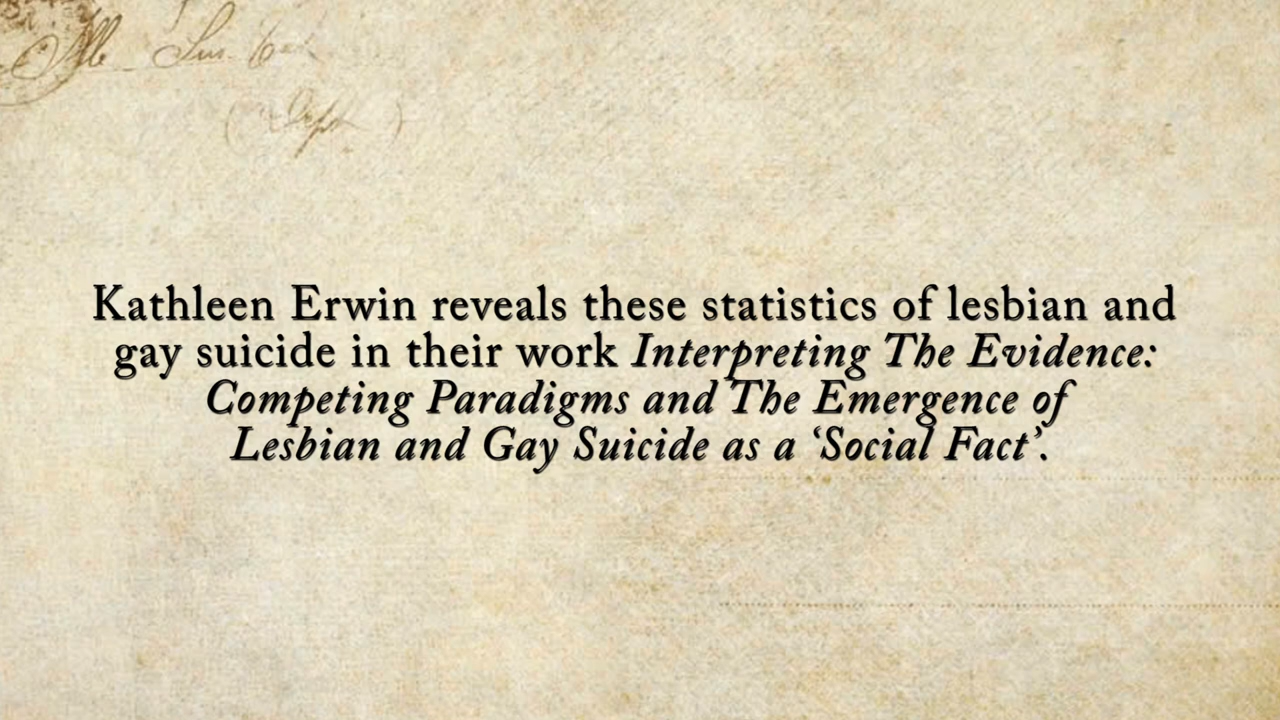 Kathleen Erwin reveals these statistics of lesbian and
gay suicide in their work Interpreting The Evidence:
Competing Paradigms and The Emergence of
Lesbian and Gay Suicide as a ‘Social Fact’.